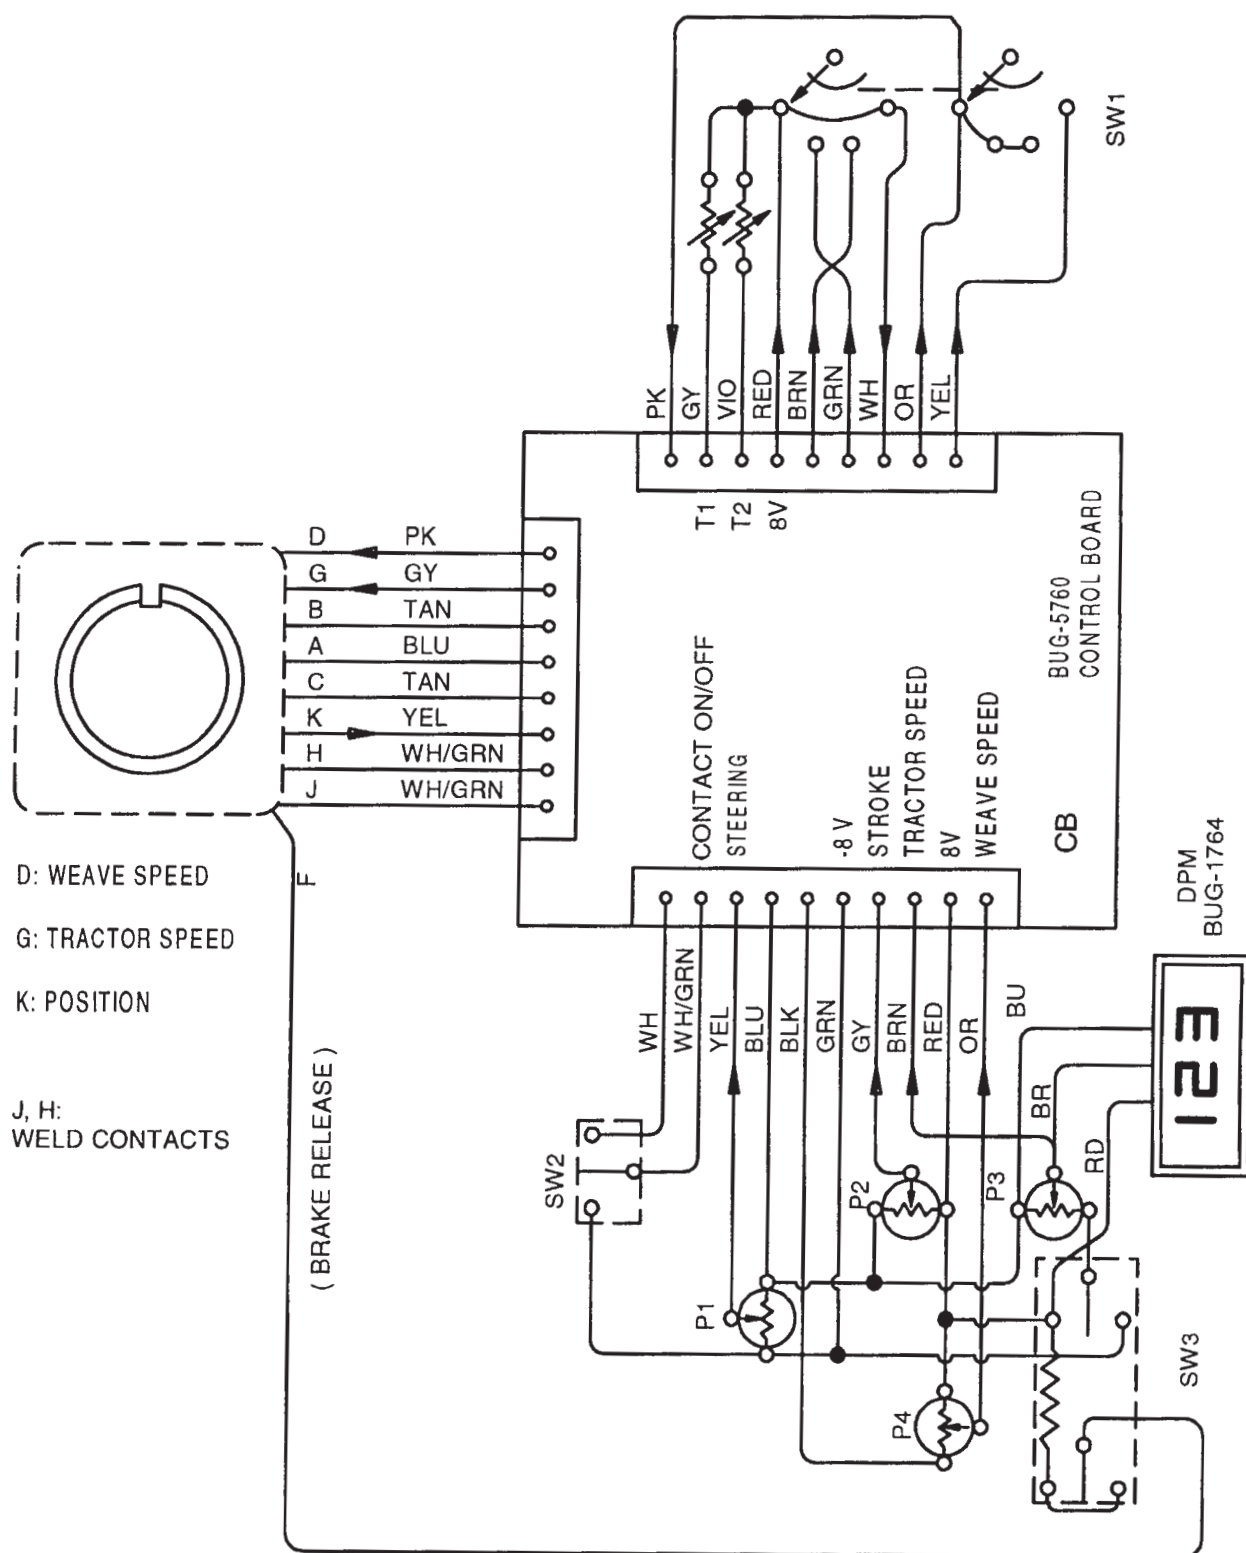 SW1
PK
GY
VIO
RED
BRN
GRN
WH
OR
YEL
T1
T2
8V
D PK
G GY
B TAN
A BLU
C TAN
K YEL
H WH/GRN
J WH/GRN
F
BUG-5760
CONTROL BOARD
CONTACT ON/OFF
STEERING
-8 V
STROKE
TRACTOR SPEED
8V
WEAVE SPEED
CB
D: WEAVE SPEED
G: TRACTOR SPEED
K: POSITION
J, H:
WELD CONTACTS
(BRAKE RELEASE)
WH
WH/GRN
YEL
BLU
BLK
GRN
GY
BRN
RED
OR
BU
BR
RD
DPM
BUG-1764
123
SW2
P1
P2
P3
P4
SW3